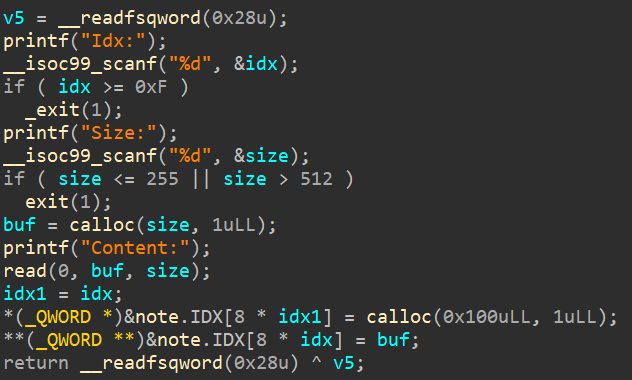 v5 = __readfsqword(0x28u);
printf("Idx:");
__isoc99_scanf("%d", &idx);
if ( idx >= 0xF )
  _exit(1);
printf("Size:");
__isoc99_scanf("%d", &size);
if ( size <= 255 || size > 512 )
  exit(1);
buf = calloc(size, 1uLL);
printf("Content:");
read(0, buf, size);
idx1 = idx;
*(_QWORD *)&note.IDX[8 * idx1] = calloc(0x100uLL, 1uLL);
**(_QWORD **)&note.IDX[8 * idx] = buf;
return __readfsqword(0x28u) ^ v5;